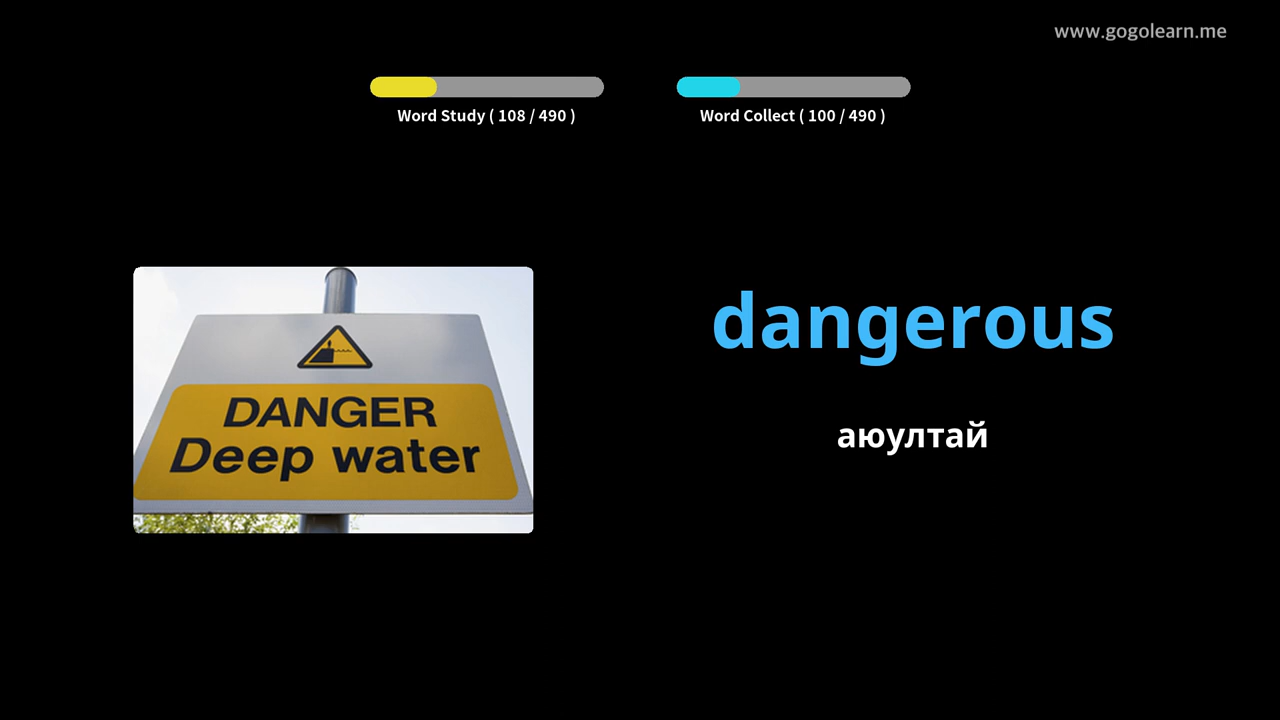 www.gogolearn.me
Word Study ( 108 / 490 )
Word Collect ( 100 / 490 )
DANGER
Deep water
dangerous
аюултай